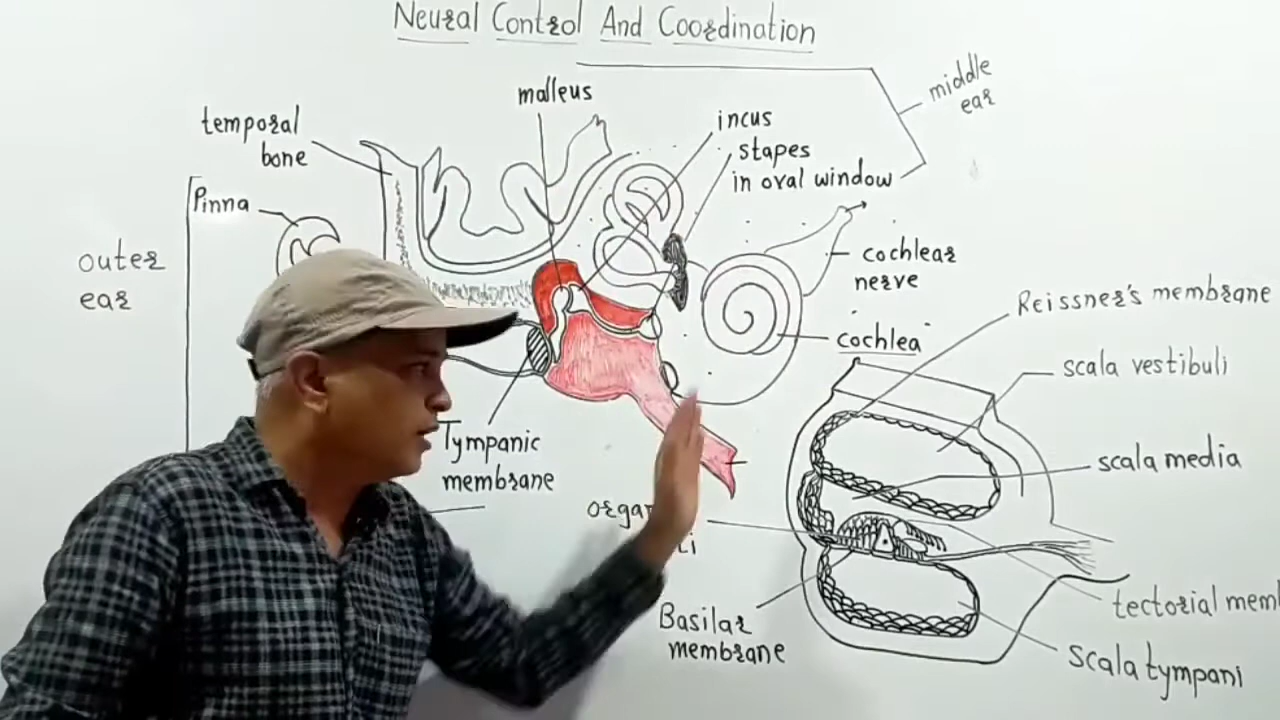 Neural Control And Coordination
malleus
middle
ear
temporal
bone
incus
stapes
in oval window
Pinna
outer
ear
cochlear
nerve
Reissner's membrane
cochlea
scala vestibuli
Tympanic
membrane
scala media
Basilar
membrane
tectorial
scala tympani